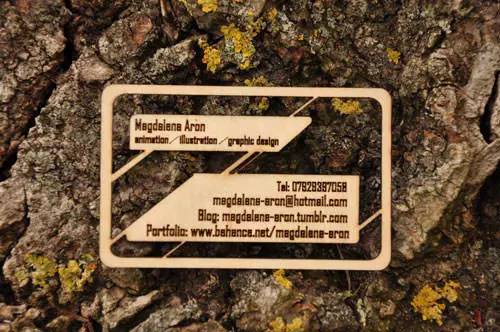 Magdalena Aron
animation/illustration/graphic design
Tel: 07629397058
magdalena-aron@hotmail.com
Blog: magdalena-aron.tumblr.com
Portfolio: www.behance.net/magdalena-aron